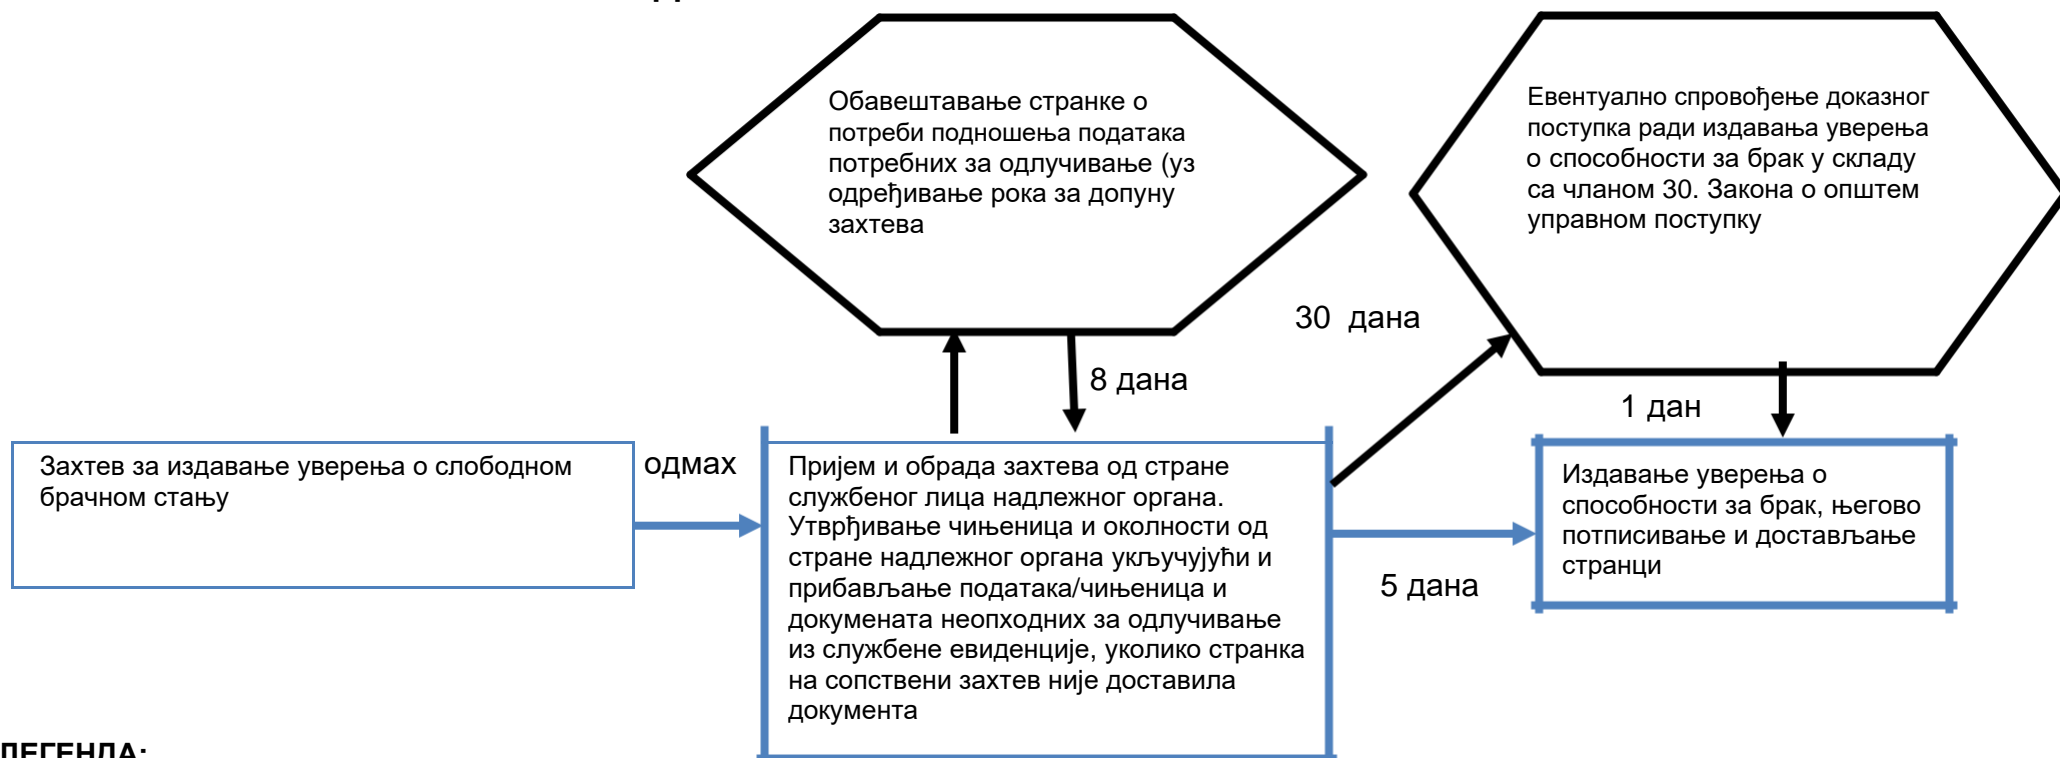 Обавештавање странке о
потреби подношења података
потребних за одлучивање (уз
одређивање рока за допуну
захтева
Евентуално спровођење доказног
поступка ради издавања уверења
о способности за брак у складу
са чланом 30. Закона о општем
управном поступку
30 дана
8 дана
1 дан
Захтев за издавање уверења о слободном
брачном стању
одмах
Пријем и обрада захтева од стране
службеног лица надлежног органа.
Утврђивање чињеница и околности од
стране надлежног органа укључујући и
прибављање података/чињеница и
докумената неопходних за одлучивање
из службене евиденције, уколико странка
на сопствени захтев није доставила
документа
5 дана
Издавање уверења о
способности за брак, његово
потписивање и достављање
странци
ЛЕГЕНДА: